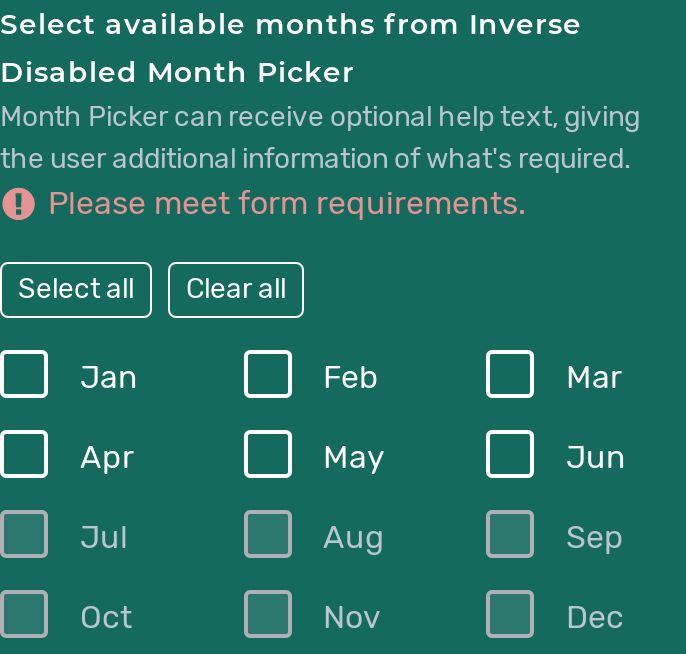 Select available months from Inverse
Disabled Month Picker
Month Picker can receive optional help text, giving
the user additional information of what's required.
Please meet form requirements.
Select all Clear all
Jan Feb Mar
Apr May Jun
Jul Aug Sep
Oct Nov Dec